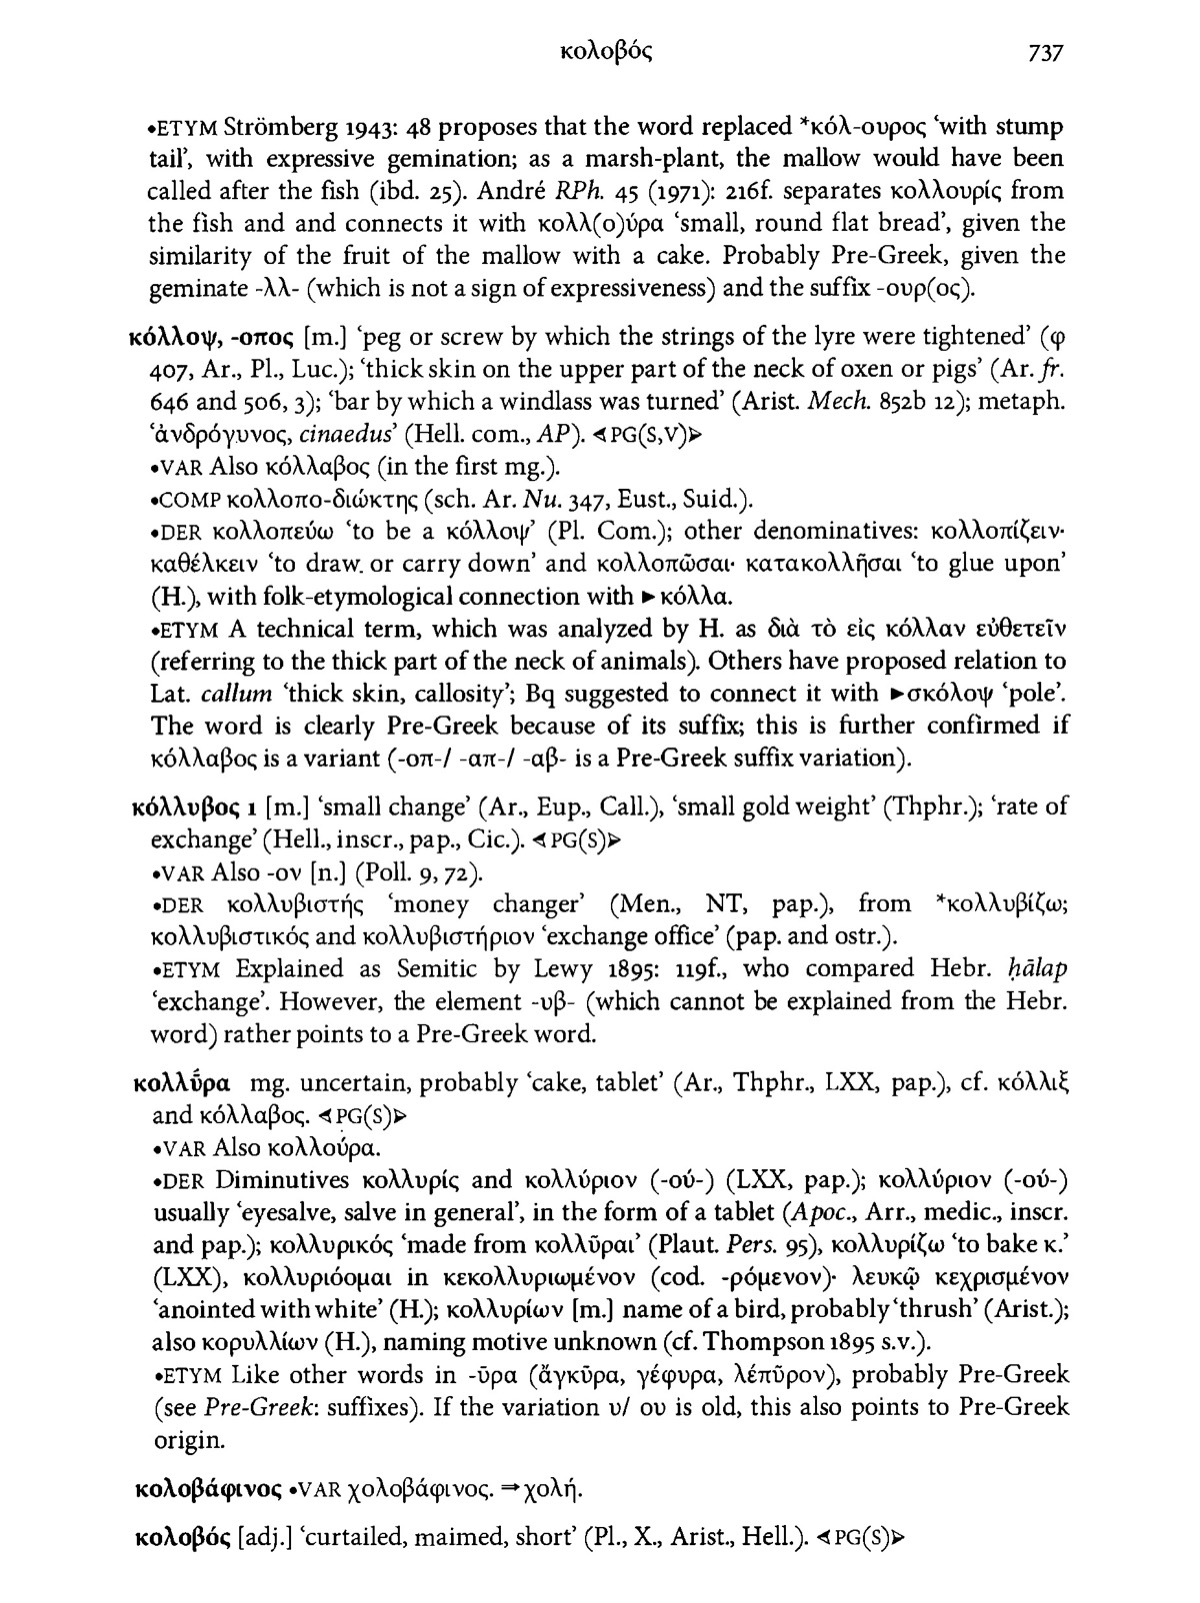 κολοβός 737
•ETYM Strömberg 1943: 48 proposes that the word replaced *κόλ-ουρος ‘with stump
tail’, with expressive gemination; as a marsh-plant, the mallow would have been
called after the fish (ibd. 25). André RPh. 45 (1971): 216f. separates κολλουρίς from
the fish and and connects it with κολλ(ο)ύρα ‘small, round flat bread’, given the
similarity of the fruit of the mallow with a cake. Probably Pre-Greek, given the
geminate -λλ- (which is not a sign of expressiveness) and the suffix -ουρ(ος).
κόλλοψ, -οπος [m.] ‘peg or screw by which the strings of the lyre were tightened’ (φ
407, Ar., Pl., Luc.); ‘thick skin on the upper part of the neck of oxen or pigs’ (Ar. fr.
646 and 506, 3); ‘bar by which a windlass was turned’ (Arist. Mech. 852b 12); metaph.
‘ἀνδρόγυνος, cinaedus’ (Hell. com., AP). ◁PG(S,V)▷
•VAR Also κόλλαβος (in the first mg.).
•COMP κολλοπο-διώκτης (sch. Ar. Nu. 347, Eust., Suid.).
•DER κολλοπεύω ‘to be a κόλλοψ’ (Pl. Com.); other denominatives: κολλοπίζειν·
καθέλκειν ‘to draw. or carry down’ and κολλοπῶσαι· κατακολλῆσαι ‘to glue upon’
(H.), with folk-etymological connection with ►κόλλα.
•ETYM A technical term, which was analyzed by H. as διὰ τὸ εἰς κόλλαν εὐθετεῖν
(referring to the thick part of the neck of animals). Others have proposed relation to
Lat. callum ‘thick skin, callosity’; Bq suggested to connect it with ►σκόλοψ ‘pole’.
The word is clearly Pre-Greek because of its suffix; this is further confirmed if
κόλλαβος is a variant (-οπ-/ -απ-/ -αβ- is a Pre-Greek suffix variation).
κόλλυβος 1 [m.] ‘small change’ (Ar., Eup., Call.), ‘small gold weight’ (Thphr.); ‘rate of
exchange’ (Hell., inscr., pap., Cic.). ◁PG(S)▷
•VAR Also -ον [n.] (Poll. 9, 72).
•DER κολλυβιστής ‘money changer’ (Men., NT, pap.), from *κολλυβίζω;
κολλυβιστικός and κολλυβιστήριον ‘exchange office’ (pap. and ostr.).
•ETYM Explained as Semitic by Lewy 1895: 119f., who compared Hebr. ḥālap
‘exchange’. However, the element -υβ- (which cannot be explained from the Hebr.
word) rather points to a Pre-Greek word.
κολλῡ́ρα mg. uncertain, probably ‘cake, tablet’ (Ar., Thphr., LXX, pap.), cf. κόλλιξ
and κόλλαβος. ◁PG(S)▷
•VAR Also κολλούρα.
•DER Diminutives κολλυρίς and κολλύριον (-ού-) (LXX, pap.); κολλύριον (-ού-)
usually ‘eyesalve, salve in general’, in the form of a tablet (Apoc., Arr., medic., inscr.
and pap.); κολλυρικός ‘made from κολλῦραι’ (Plaut. Pers. 95), κολλυρίζω ‘to bake κ.’
(LXX), κολλυριόομαι in κεκολλυριωμένον (cod. -ρόμενον)· λευκῷ κεχρισμένον
‘anointed with white’ (H.); κολλυρίων [m.] name of a bird, probably ‘thrush’ (Arist.);
also κορυλλίων (H.), naming motive unknown (cf. Thompson 1895 s.v.).
•ETYM Like other words in -ῡρα (ἄγκῡρα, γέφυρα, λέπῡρον), probably Pre-Greek
(see Pre-Greek: suffixes). If the variation υ/ ου is old, this also points to Pre-Greek
origin.
κολοβάφινος •VAR χολοβάφινος. ⇒χολή.
κολοβός [adj.] ‘curtailed, maimed, short’ (Pl., X., Arist., Hell.). ◁PG(S)▷